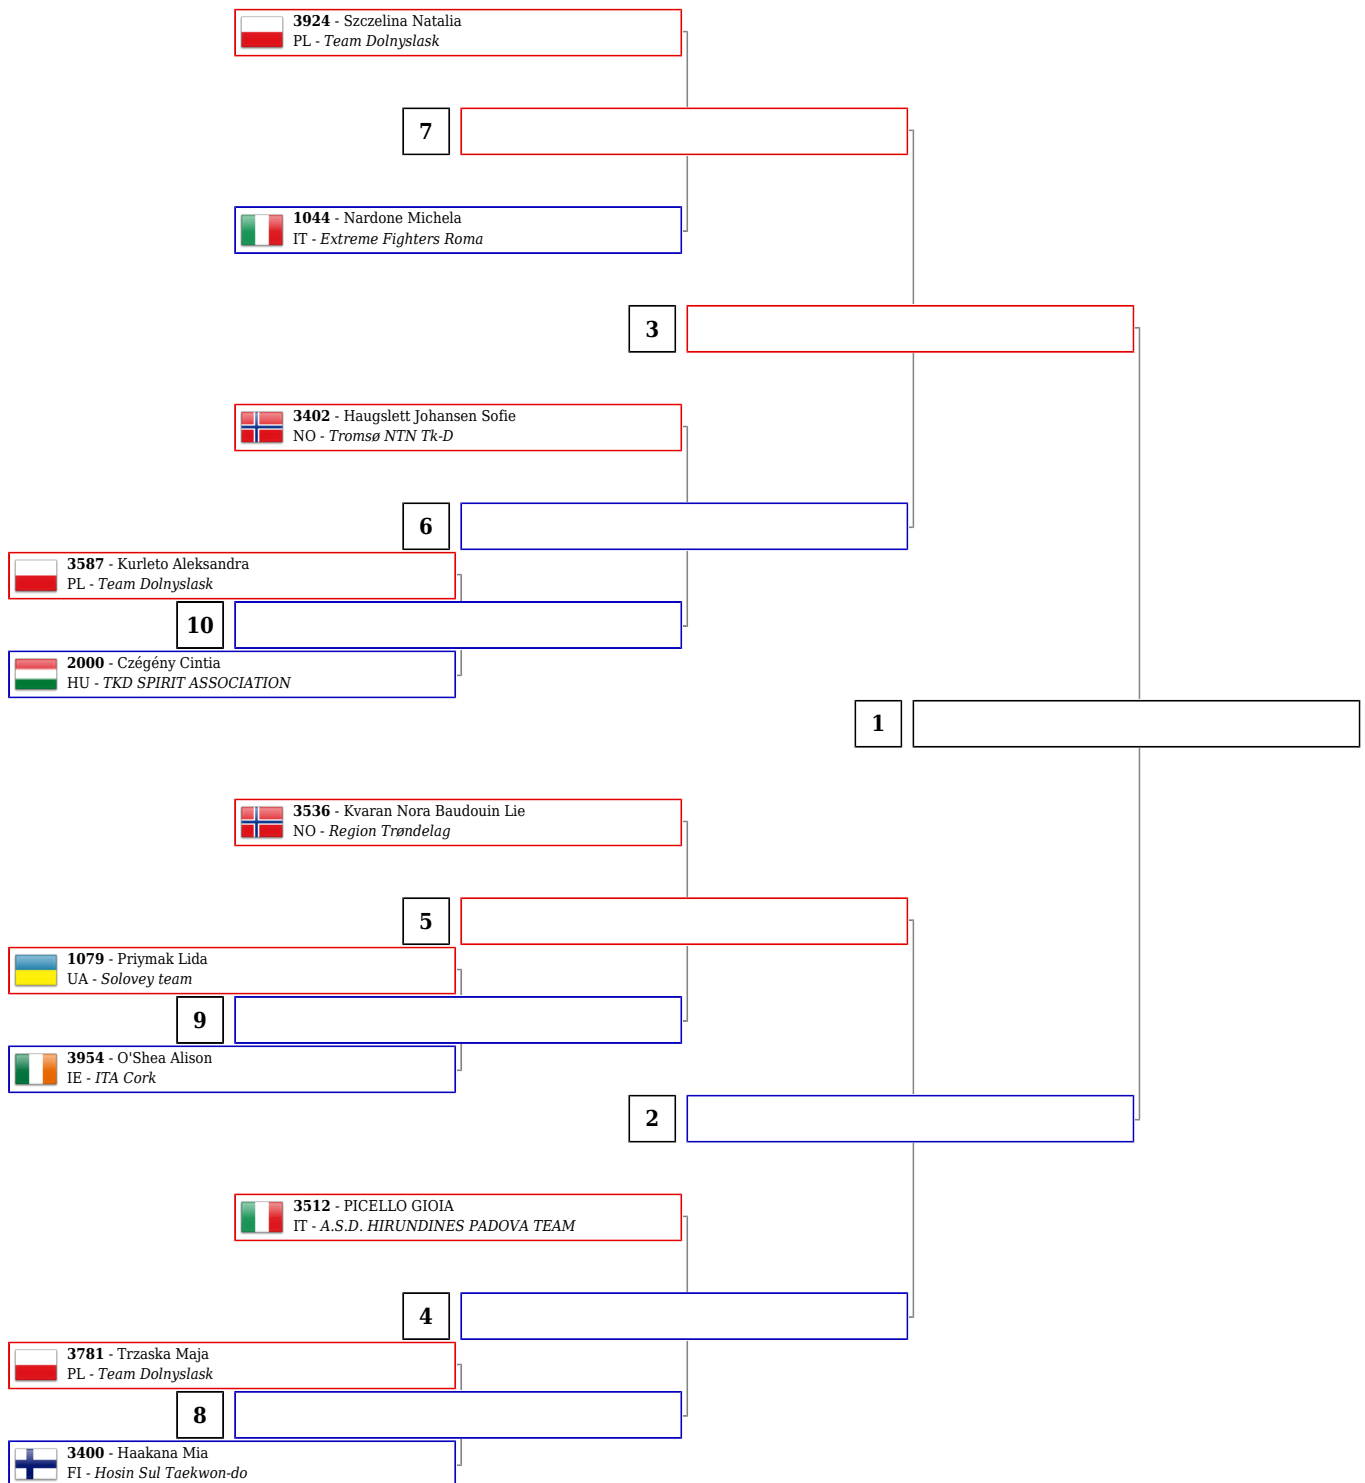 3924 - Szczelina Natalia
PL - Team Dolnyslask
7
1044 - Nardone Michela
IT - Extreme Fighters Roma
3
3402 - Haugslett Johansen Sofie
NO - Tromsø NTN Tk-D
6
3587 - Kurleto Aleksandra
PL - Team Dolnyslask
10
2000 - Czégény Cintia
HU - TKD SPIRIT ASSOCIATION
1
3536 - Kvaran Nora Baudouin Lie
NO - Region Trøndelag
5
1079 - Priymak Lida
UA - Solovey team
9
3954 - O'Shea Alison
IE - ITA Cork
2
3512 - PICELLO GIOIA
IT - A.S.D. HIRUNDINES PADOVA TEAM
4
3781 - Trzaska Maja
PL - Team Dolnyslask
8
3400 - Haakana Mia
FI - Hosin Sul Taekwon-do